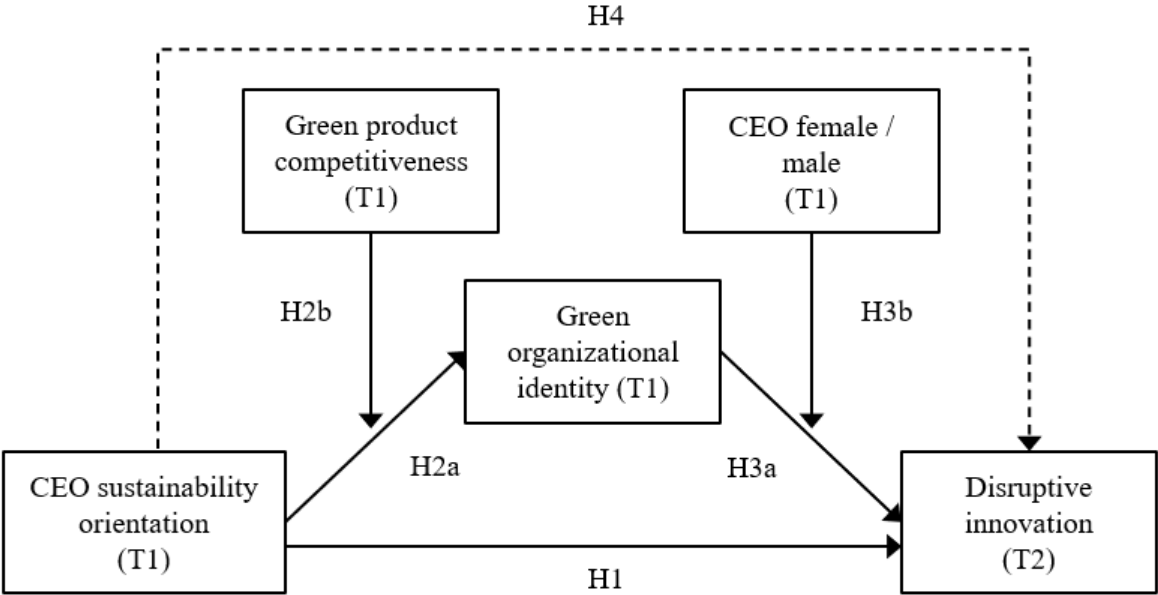 H4
Green product
competitiveness
(T1)
CEO female /
male
(T1)
H2b
H3b
Green
organizational
identity (T1)
H2a
H3a
CEO sustainability
orientation
(T1)
Disruptive
innovation
(T2)
H1